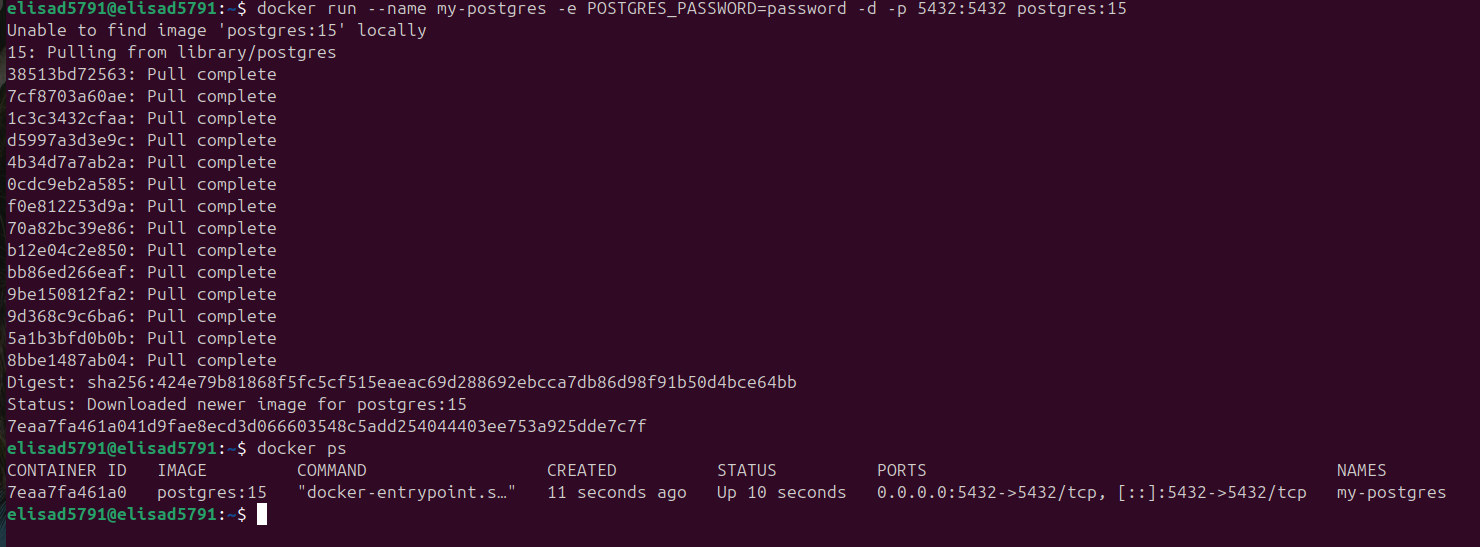 elisad5791@elisad5791:~$ docker run --name my-postgres -e POSTGRES_PASSWORD=password -d -p 5432:5432 postgres:15
Unable to find image 'postgres:15' locally
15: Pulling from library/postgres
38513bd72563: Pull complete
7cf8703a60ae: Pull complete
1c3c3432cfaa: Pull complete
d5997a3d3e9c: Pull complete
4b34d7a7ab2a: Pull complete
0cdc9eb2a585: Pull complete
f0e812253d9a: Pull complete
70a82bc39e86: Pull complete
b12e04c2e850: Pull complete
bb86ed266eaf: Pull complete
9be150812fa2: Pull complete
9d368c9c6ba6: Pull complete
5a1b3bfd0b0b: Pull complete
8bbe1487ab04: Pull complete
Digest: sha256:424e79b81868f5fc5cf515eaeac69d288692ebcca7db86d98f91b50d4bce64bb
Status: Downloaded newer image for postgres:15
7eaa7fa461a041d9fae8ecd3d066603548c5add254044403ee753a925dde7c7f
elisad5791@elisad5791:~$ docker ps
CONTAINER ID   IMAGE         COMMAND                  CREATED          STATUS          PORTS                                         NAMES
7eaa7fa461a0   postgres:15   "docker-entrypoint.s…"   11 seconds ago   Up 10 seconds   0.0.0.0:5432->5432/tcp, [::]:5432->5432/tcp   my-postgres
elisad5791@elisad5791:~$